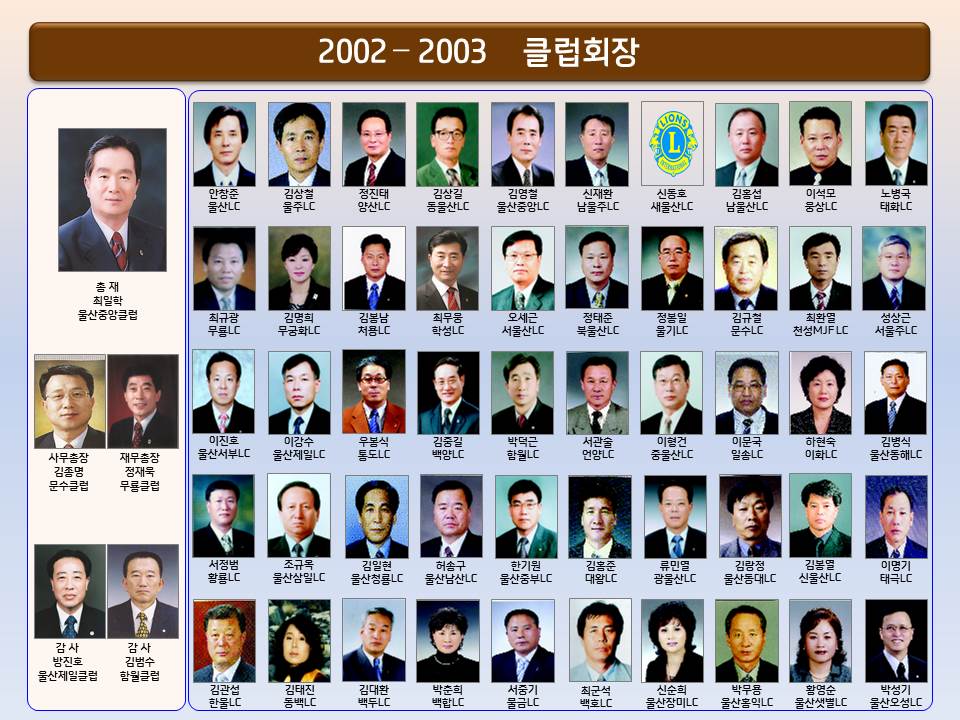 2002 – 2003 클럽회장
총 재
최일학
울산중앙클럽
사무총장
김종명
문수클럽
재무총장
정재욱
무룡클럽
감 사
방진호
울산제일클럽
감 사
김범수
함월클럽
안창준
울산LC
김상철
울주LC
정진태
양산LC
김상길
동울산LC
김영철
울산중앙LC
신재환
남울주LC
LIONS
L
INTERNATIONAL
신동호
새울산LC
김홍섭
남울산LC
이석모
웅상LC
노병국
태화LC
최규광
무룡LC
김명희
무궁화LC
김봉남
처용LC
최무웅
학성LC
오세근
서울산LC
정태준
북울산LC
정봉일
울기LC
김규철
문수LC
최환열
천성MJF LC
성상근
서울주LC
이진호
울산서부LC
이강수
울산제일LC
우봉식
통도LC
김중길
백양LC
박덕근
함월LC
서관술
언양LC
이형건
중울산LC
이문국
일송LC
하현숙
이화LC
김병식
울산동해LC
서정범
황룡LC
조규옥
울산삼일LC
김일현
울산청룡LC
허송구
울산남산LC
한기원
울산중부LC
김홍준
대왕LC
류민열
광울산LC
김랑정
울산동대LC
김봉열
신울산LC
이명기
태극LC
김관섭
한울LC
김태진
동백LC
김대환
백두LC
박춘희
백합LC
서중기
물금LC
최군석
백호LC
신순희
울산장미LC
박무용
울산홍익LC
황영순
울산샛별LC
박성기
울산오성LC